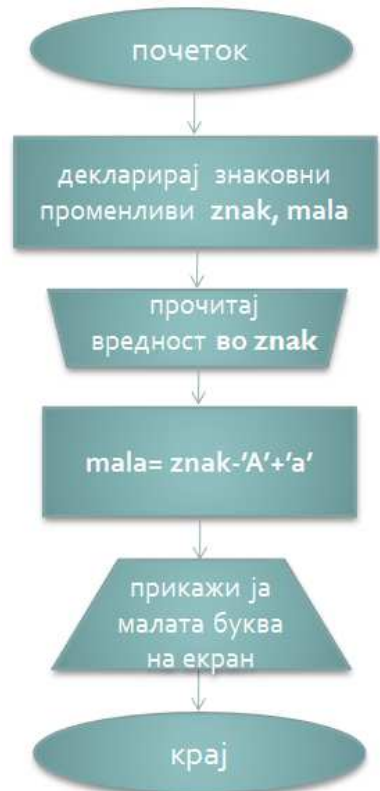 почеток
декларирај знаковни
променливи znak, mala
прочитај
вредност во znak
mala= znak-'A'+'a'
прикажи ја
малата буква
на екран
крај